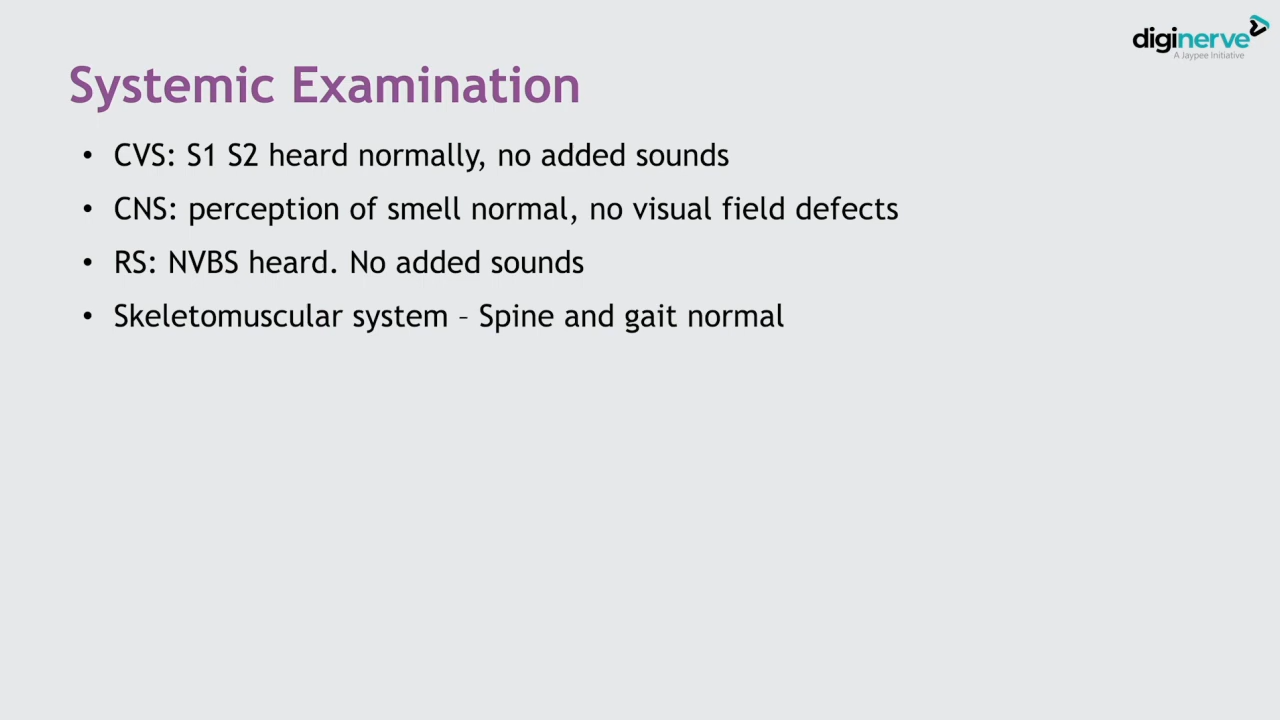 diginerve
A Jaypee Initiative
Systemic Examination
• CVS: S1 S2 heard normally, no added sounds
• CNS: perception of smell normal, no visual field defects
• RS: NVBS heard. No added sounds
• Skeletomuscular system – Spine and gait normal